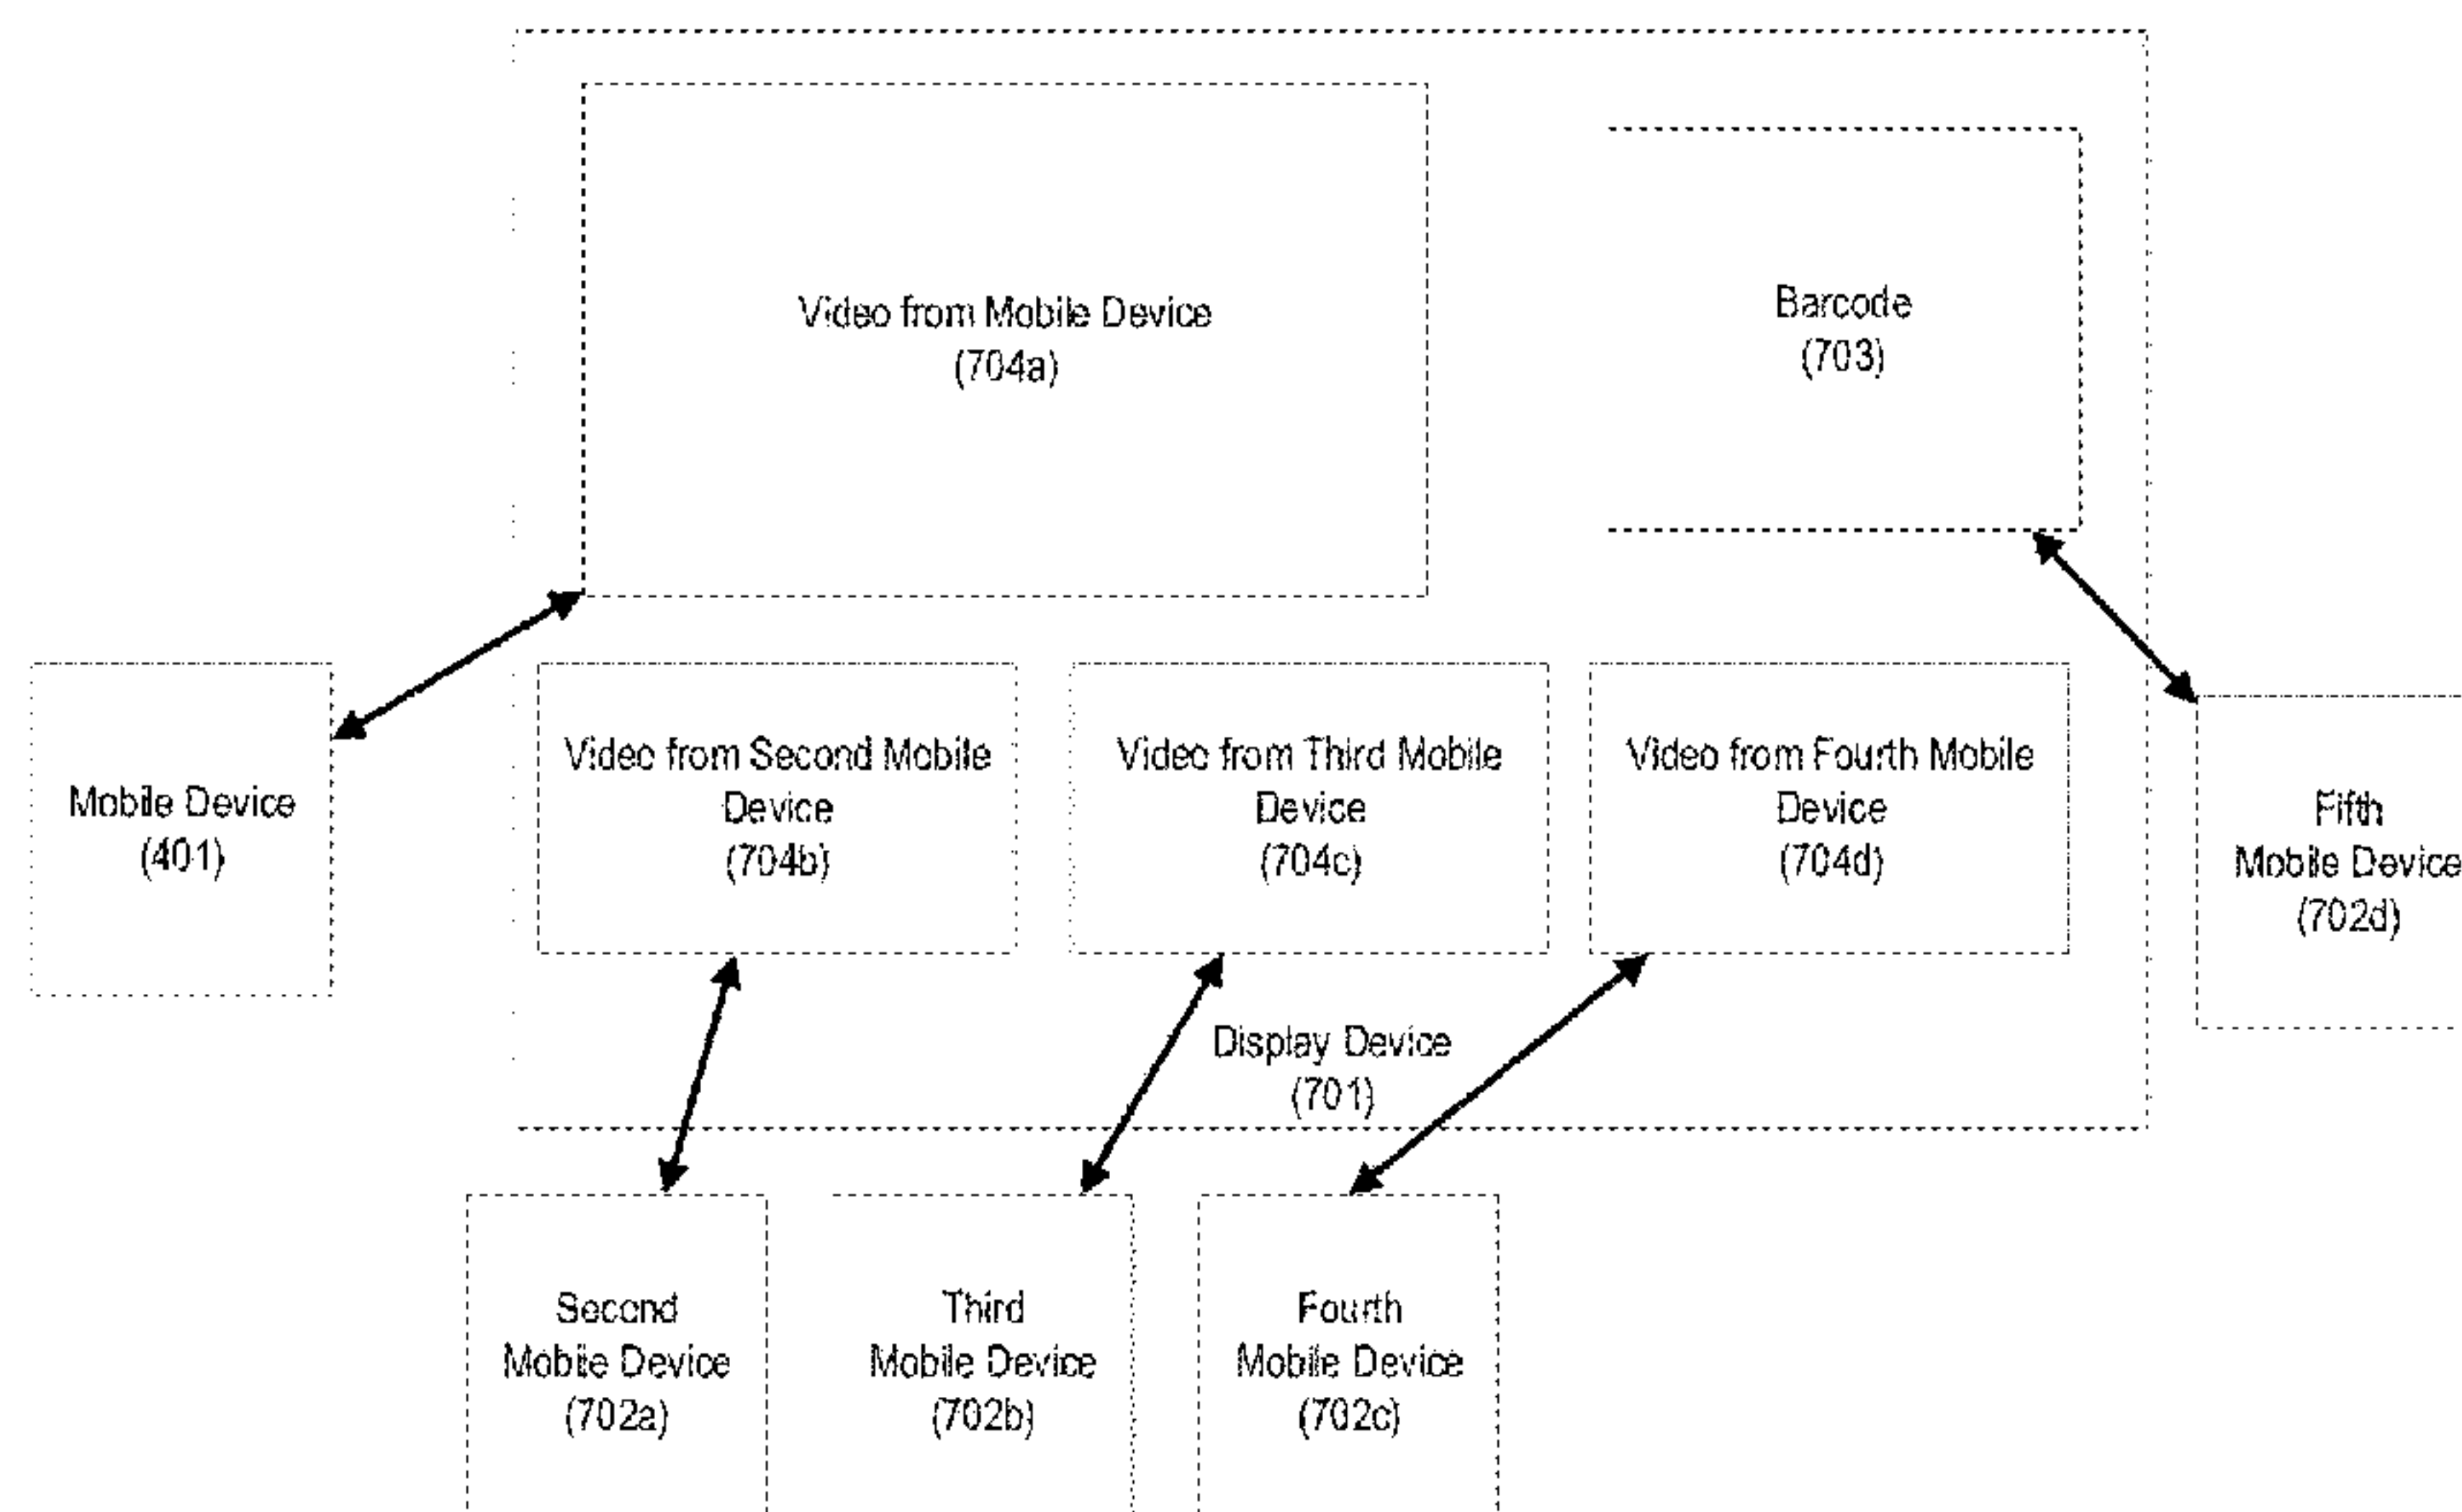 Video from Mobile Device
(704a)
Barcode
(703)
Mobile Device
(401)
Video from Second Mobile
Device
(704b)
Video from Third Mobile
Device
(704c)
Video from Fourth Mobile
Device
(704d)
Fifth
Mobile Device
(702d)
Display Device
(701)
Second
Mobile Device
(702a)
Third
Mobile Device
(702b)
Fourth
Mobile Device
(702c)